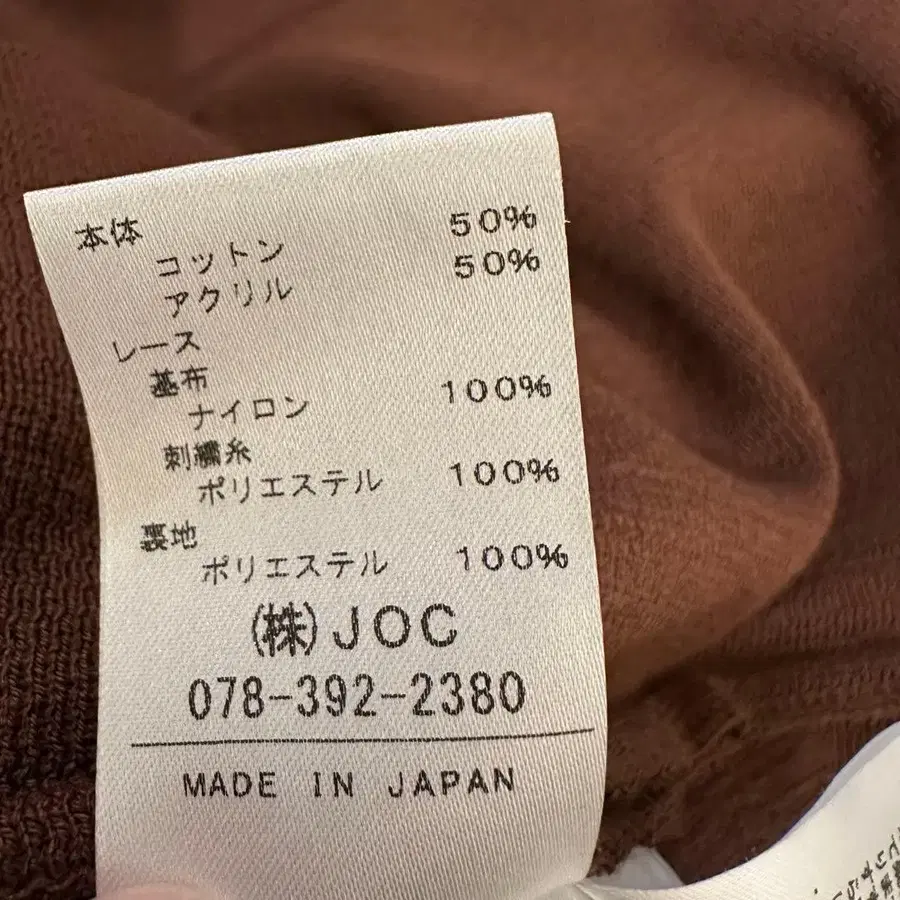 本体
コットン 50%
アクリル 50%
レース
基布
ナイロン 100%
刺繍糸
ポリエステル 100%
裏地
ポリエステル 100%
(株)JOC
078-392-2380
MADE IN JAPAN